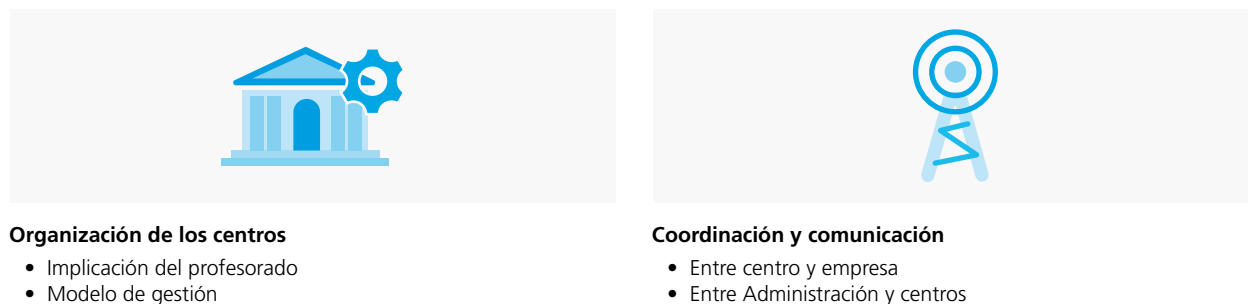 Organización de los centros
• Implicación del profesorado
• Modelo de gestión
Coordinación y comunicación
• Entre centro y empresa
• Entre Administración y centros